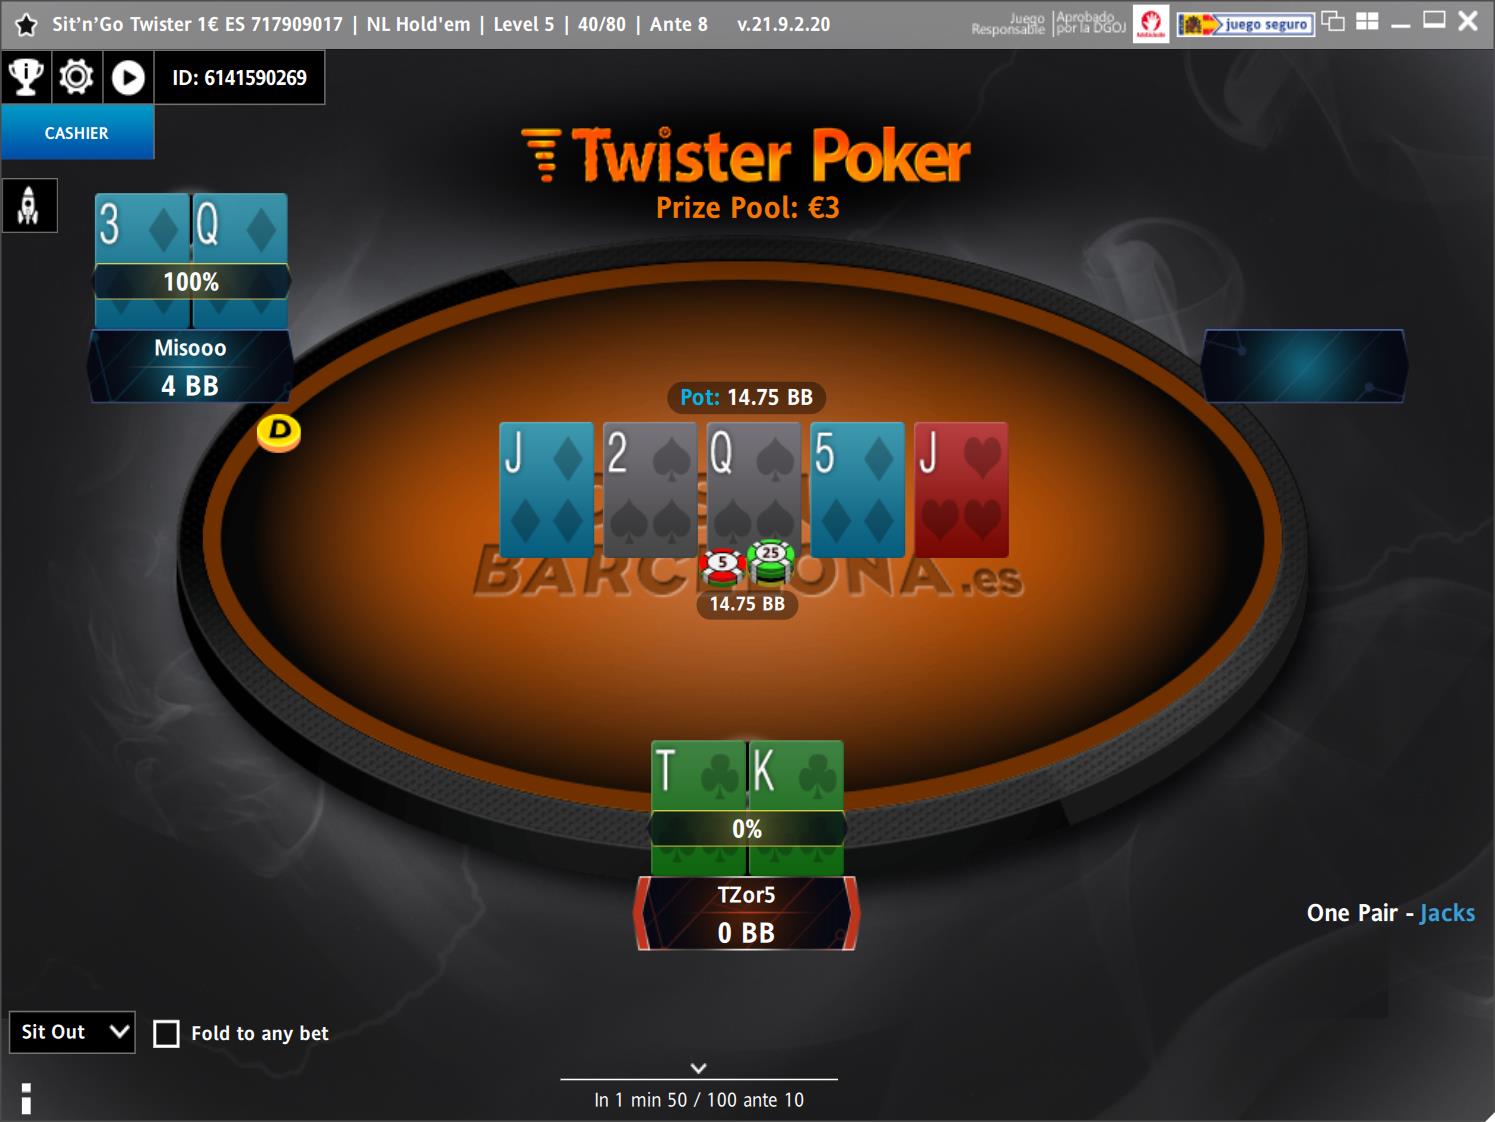 Sit’n’Go Twister 1€ ES 717909017 | NL Hold'em | Level 5 | 40/80 | Ante 8 v.21.9.2.20
Juego Responsable
Aprobado por la DGOJ
juego seguro
ID: 6141590269
CASHIER
Twister Poker
Prize Pool: €3
3 Q
100%
Misooo
4 BB
D
Pot: 14.75 BB
J 2 Q 5 J
5 25
BARCELONA.es
14.75 BB
T K
0%
TZor5
0 BB
One Pair - Jacks
Sit Out
Fold to any bet
In 1 min 50 / 100 ante 10